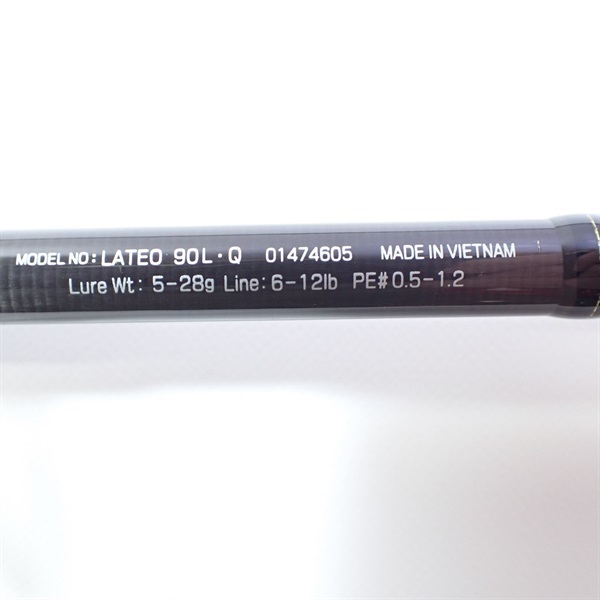 MODEL NO: LATEO 90L・Q 01474605 MADE IN VIETNAM
Lure Wt: 5-28g Line: 6-12lb PE#0.5-1.2